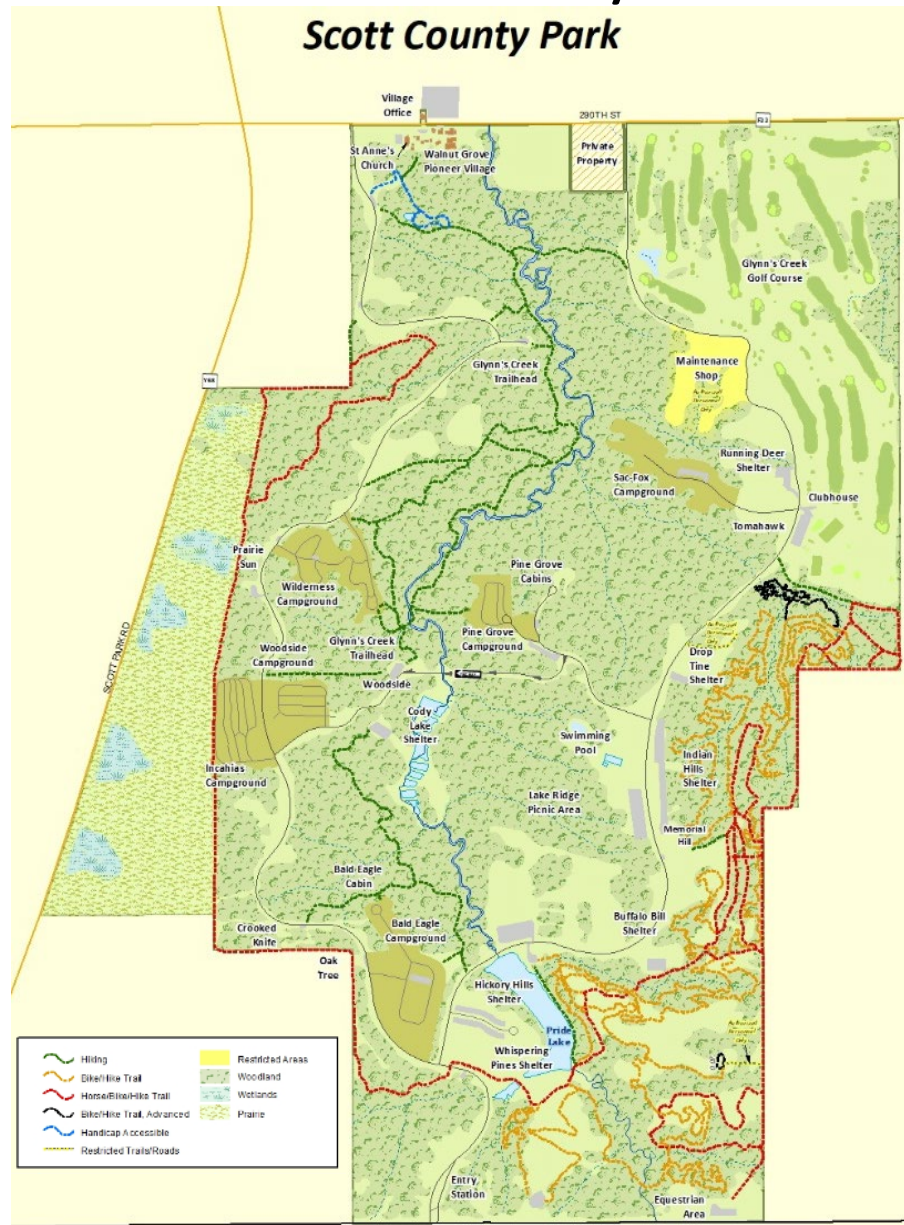 Scott County Park
Village
Office
290TH ST
F33
St Anne's
Church
Walnut Grove
Pioneer Village
Private
Property
Glynn's Creek
Golf Course
Glynn's Creek
Trailhead
Maintenance
Shop
Y68
Running Deer
Shelter
Sac-Fox
Campground
Clubhouse
Tomahawk
Prairie
Sun
Wilderness
Campground
Pine Grove
Cabins
Glynn's Creek
Trailhead
Pine Grove
Campground
Woodside
Campground
Woodside
Drop
Tine
Shelter
SCOTT PARK RD
Cody
Lake
Shelter
Swimming
Pool
Indian
Hills
Shelter
Incahias
Campground
Lake Ridge
Picnic Area
Memorial
Hill
Bald Eagle
Cabin
Bald Eagle
Campground
Buffalo Bill
Shelter
Crooked
Knife
Oak
Tree
Hickory Hills
Shelter
Pride
Lake
Whispering
Pines Shelter
Entry
Station
Equestrian
Area
Hiking
Bike/Hike Trail
Horse/Bike/Hike Trail
Bike/Hike Trail, Advanced
Handicap Accessible
Restricted Trails/Roads
Restricted Areas
Woodland
Wetlands
Prairie